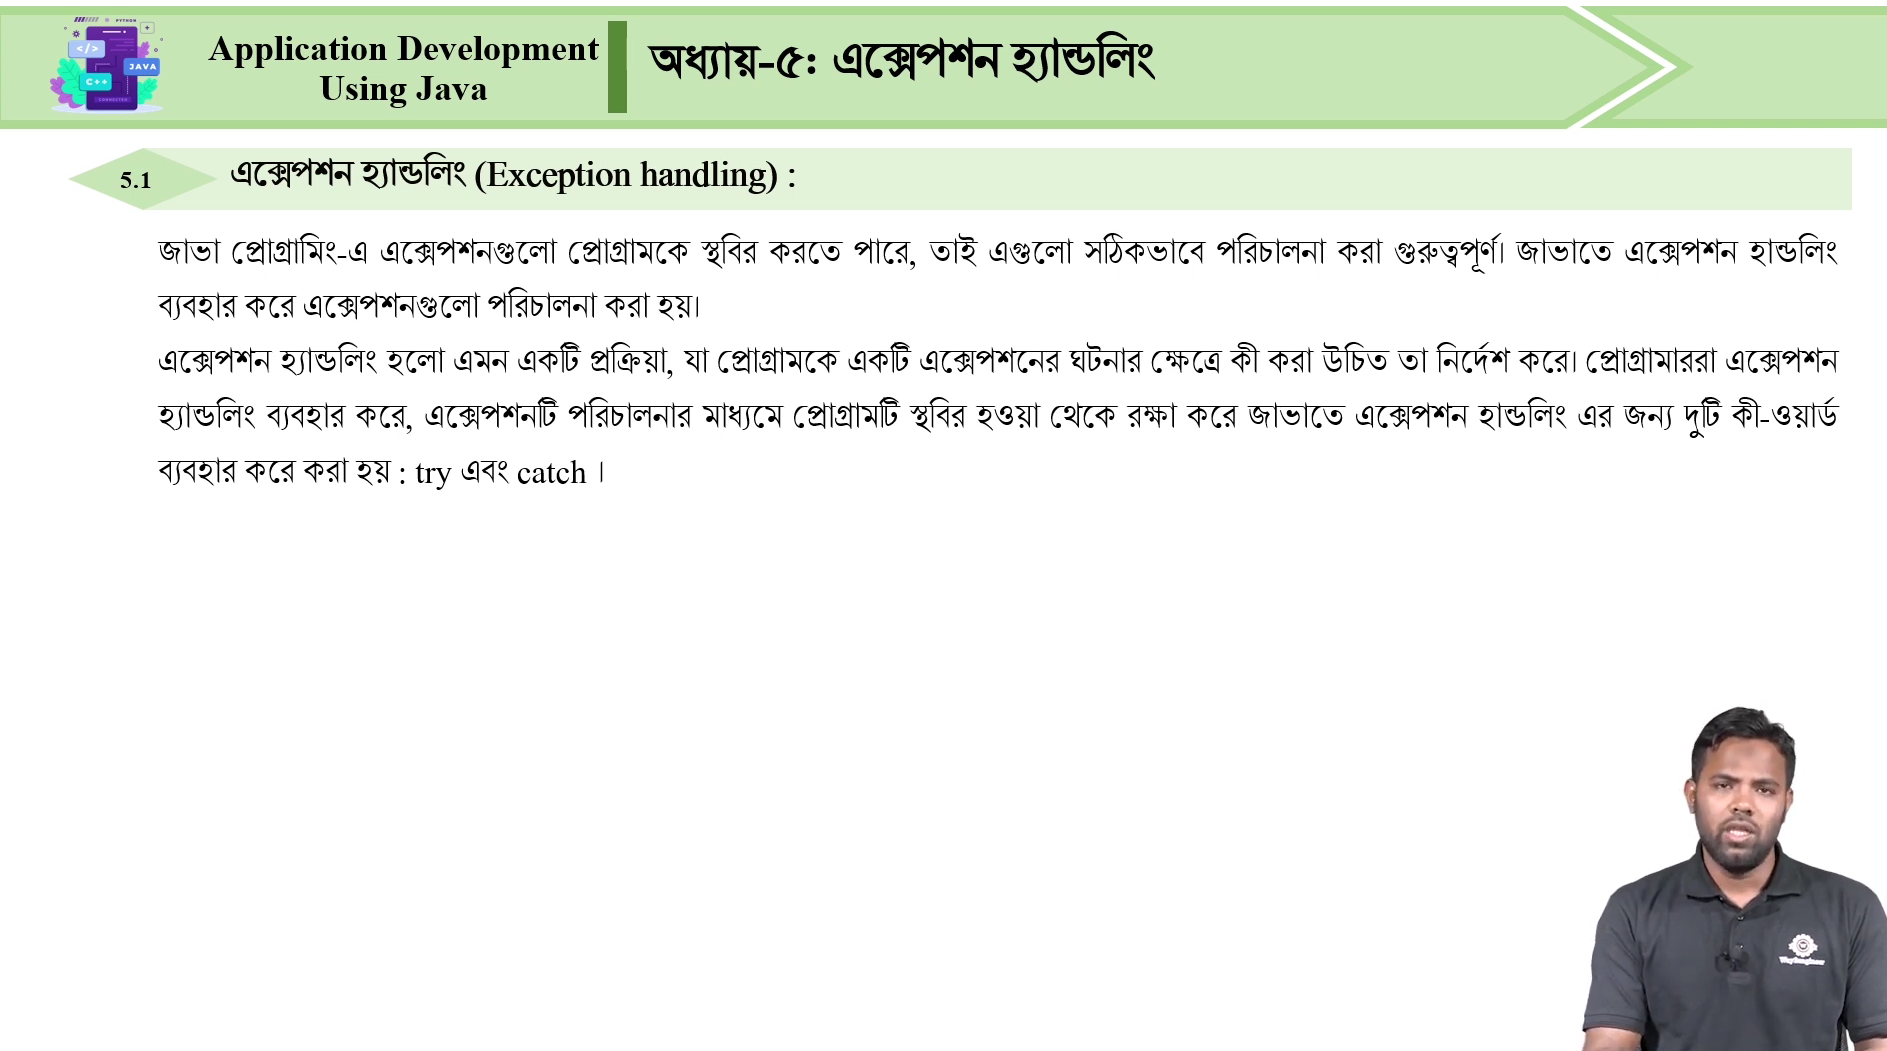 PYTHON
</>
JAVA
C++
CONNECTED
Application Development
Using Java
অধ্যায়-৫: এক্সেপশন হ্যান্ডলিং
5.1
এক্সেপশন হ্যান্ডলিং (Exception handling) :
জাভা প্রোগ্রামিং-এ এক্সেপশনগুলো প্রোগ্রামকে স্থবির করতে পারে, তাই এগুলো সঠিকভাবে পরিচালনা করা গুরুত্বপূর্ণ। জাভাতে এক্সেপশন হান্ডলিং
ব্যবহার করে এক্সেপশনগুলো পরিচালনা করা হয়।
এক্সেপশন হ্যান্ডলিং হলো এমন একটি প্রক্রিয়া, যা প্রোগ্রামকে একটি এক্সেপশনের ঘটনার ক্ষেত্রে কী করা উচিত তা নির্দেশ করে। প্রোগ্রামাররা এক্সেপশন
হ্যান্ডলিং ব্যবহার করে, এক্সেপশনটি পরিচালনার মাধ্যমে প্রোগ্রামটি স্থবির হওয়া থেকে রক্ষা করে জাভাতে এক্সেপশন হান্ডলিং এর জন্য দুটি কী-ওয়ার্ড
ব্যবহার করে করা হয় : try এবং catch ।